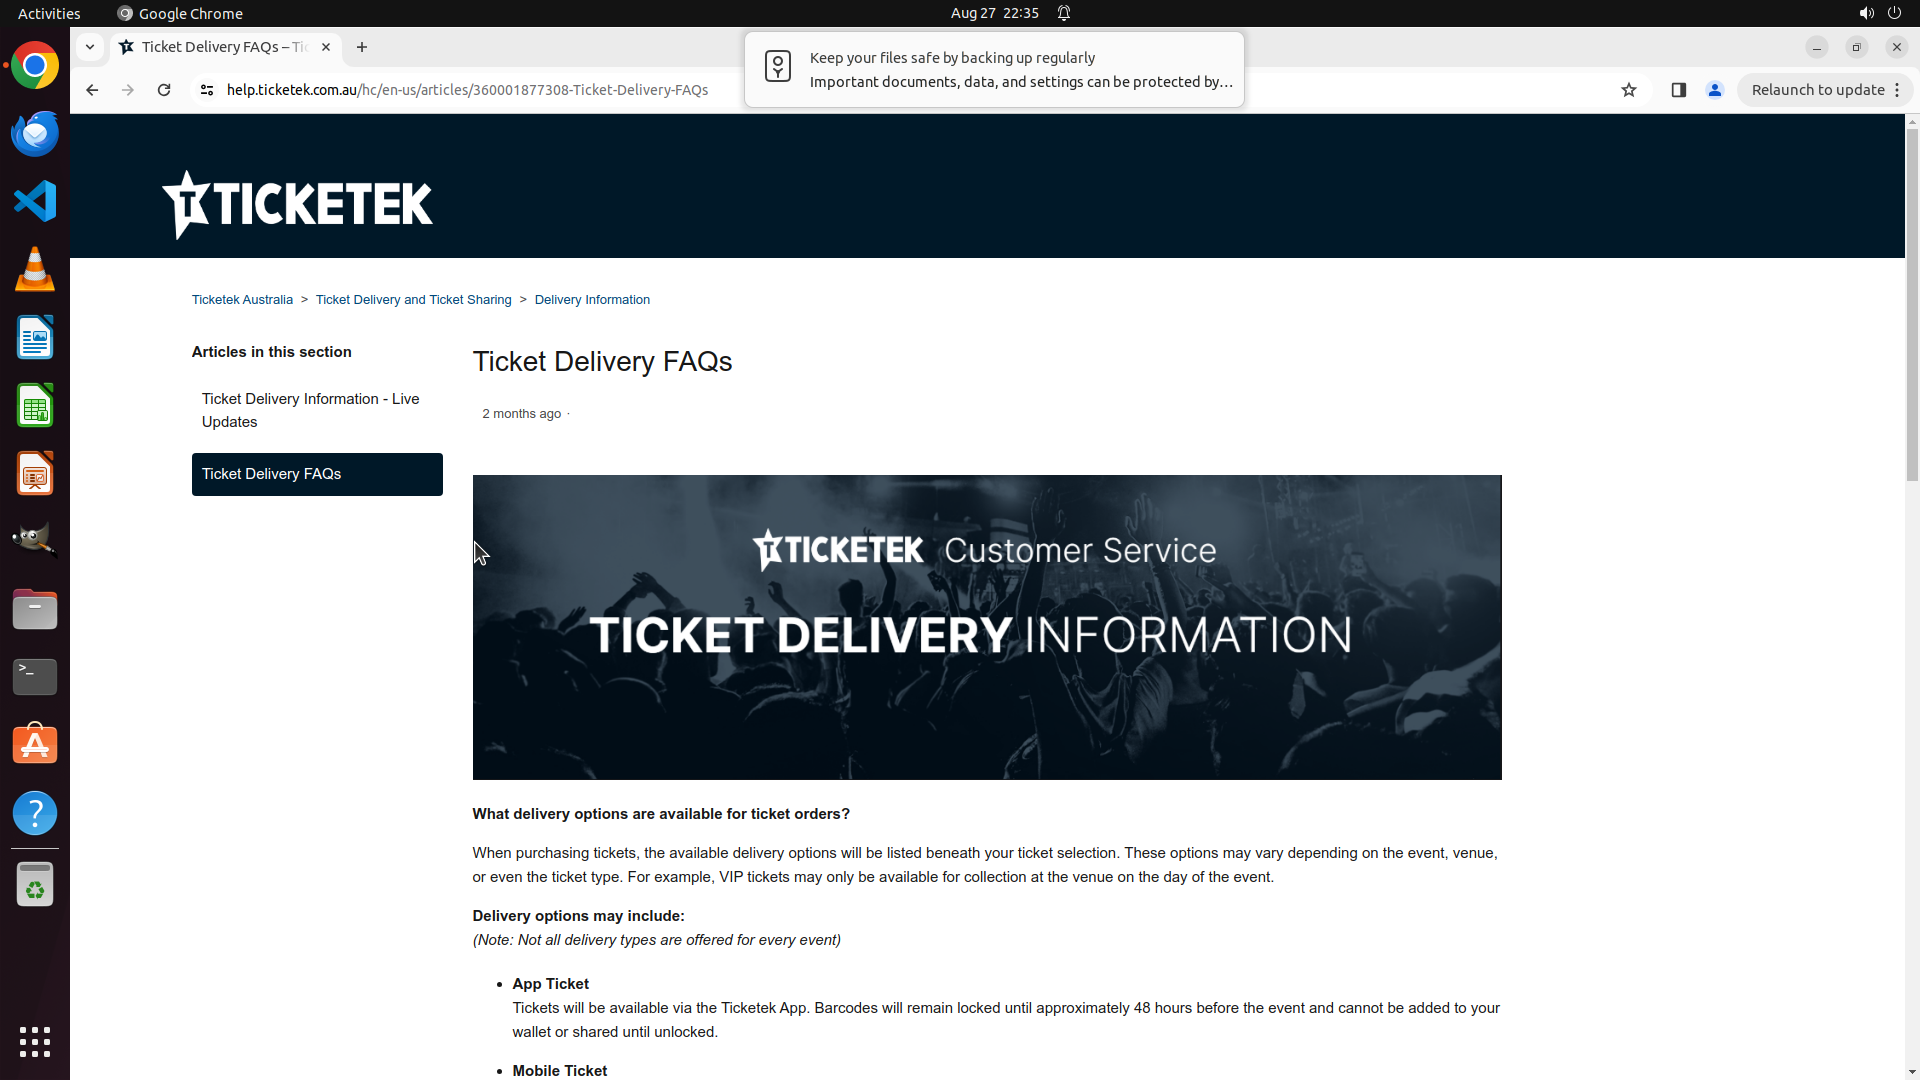 Activities
Google Chrome
Aug 27 22:35
Ticket Delivery FAQs – Tic
Keep your files safe by backing up regularly
Important documents, data, and settings can be protected by…
help.ticketek.com.au/hc/en-us/articles/360001877308-Ticket-Delivery-FAQs
Relaunch to update
TICKETEK
Ticketek Australia > Ticket Delivery and Ticket Sharing > Delivery Information
Articles in this section
Ticket Delivery Information - Live
Updates
Ticket Delivery FAQs
Ticket Delivery FAQs
2 months ago ·
TICKETEK Customer Service
TICKET DELIVERY INFORMATION
What delivery options are available for ticket orders?
When purchasing tickets, the available delivery options will be listed beneath your ticket selection. These options may vary depending on the event, venue,
or even the ticket type. For example, VIP tickets may only be available for collection at the venue on the day of the event.
Delivery options may include:
(Note: Not all delivery types are offered for every event)
• App Ticket
Tickets will be available via the Ticketek App. Barcodes will remain locked until approximately 48 hours before the event and cannot be added to your
wallet or shared until unlocked.
• Mobile Ticket